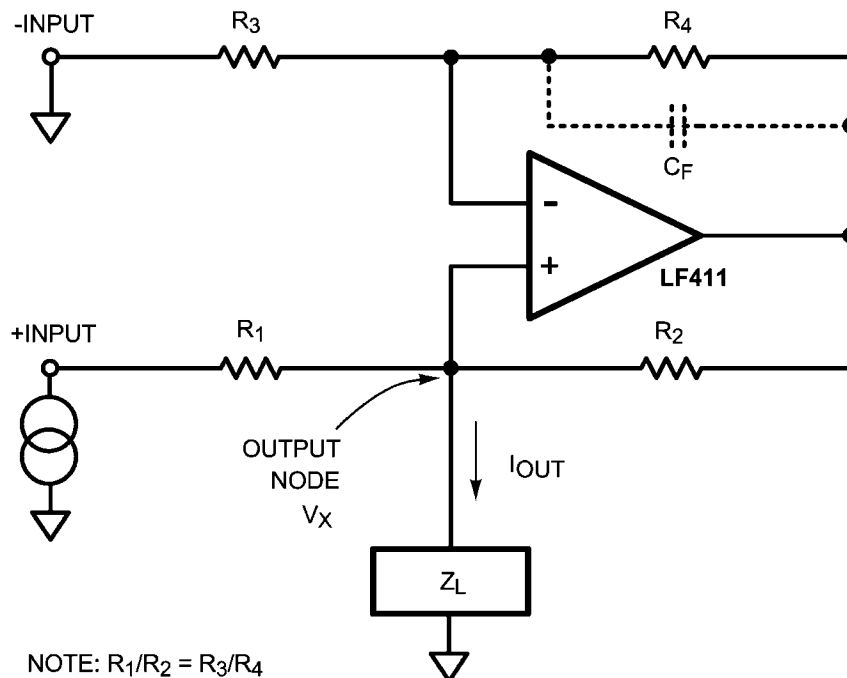 -INPUT
R3
R4
CF
-
+
LF411
+INPUT
R1
R2
OUTPUT
NODE
VX
IOUT
ZL
NOTE: R1/R2 = R3/R4